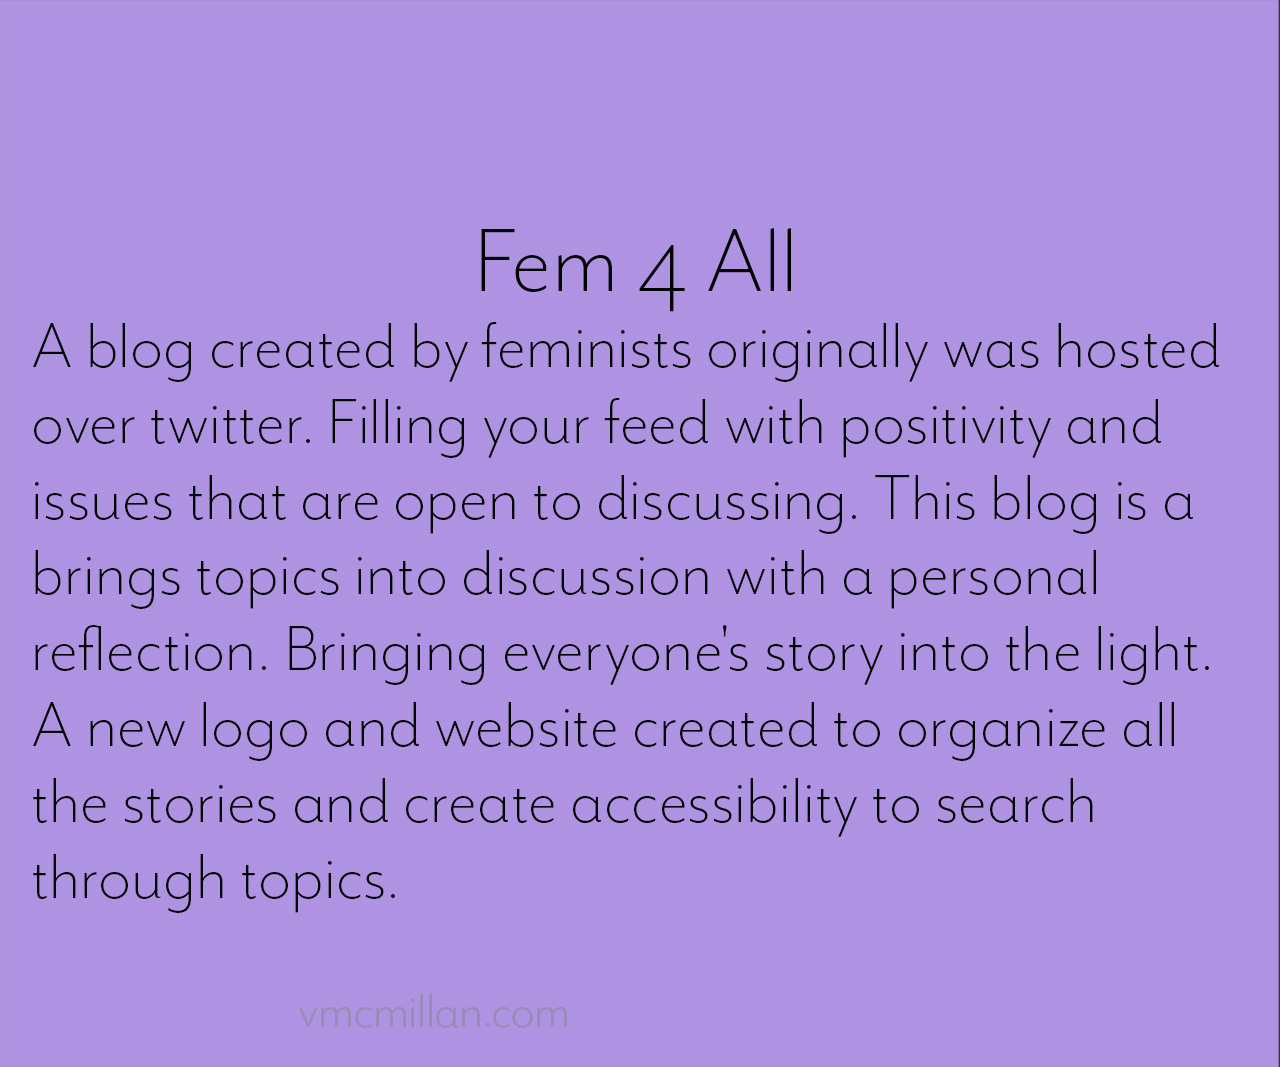 Fem 4 All
A blog created by feminists originally was hosted
over twitter. Filling your feed with positivity and
issues that are open to discussing. This blog is a
brings topics into discussion with a personal
reflection. Bringing everyone's story into the light.
A new logo and website created to organize all
the stories and create accessibility to search
through topics.
vmcmillan.com